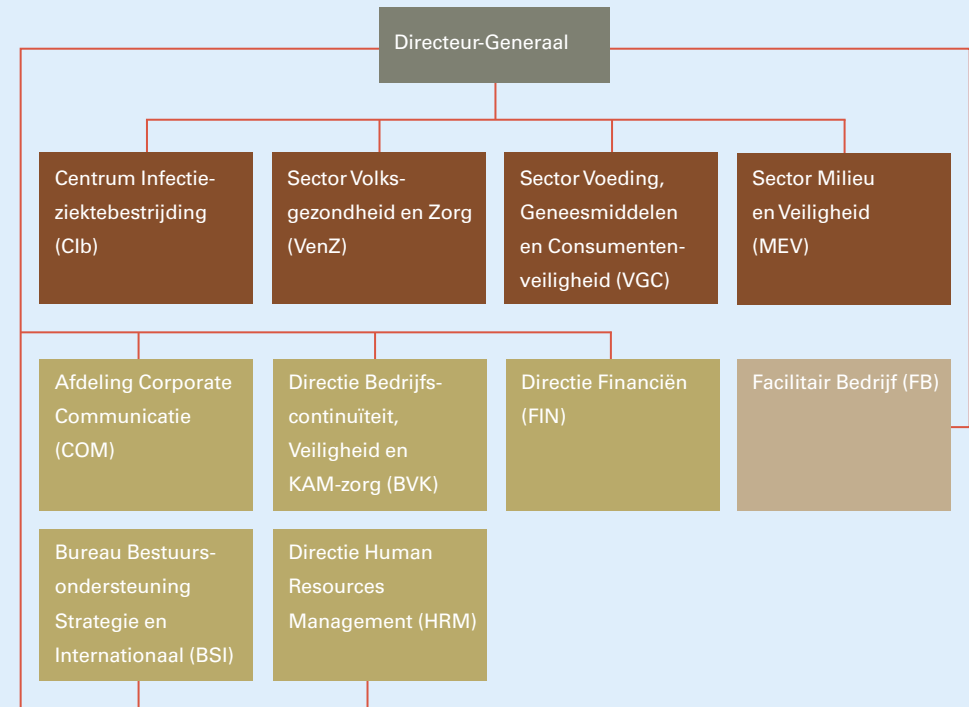 Directeur-Generaal
Centrum Infectie-
ziektebestrijding
(CIb)
Sector Volks-
gezondheid en Zorg
(VenZ)
Sector Voeding,
Geneesmiddelen
en Consumenten-
veiligheid (VGC)
Sector Milieu
en Veiligheid
(MEV)
Afdeling Corporate
Communicatie
(COM)
Directie Bedrijfs-
continuïteit,
Veiligheid en
KAM-zorg (BVK)
Directie Financiën
(FIN)
Facilitair Bedrijf (FB)
Bureau Bestuurs-
ondersteuning
Strategie en
Internationaal (BSI)
Directie Human
Resources
Management (HRM)